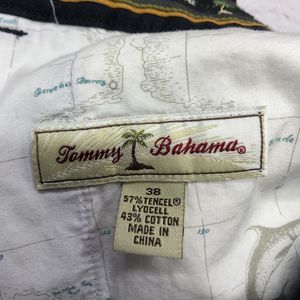 Tommy Bahama®
38
57% TENCEL®
LYOCELL
43% COTTON
MADE IN
CHINA